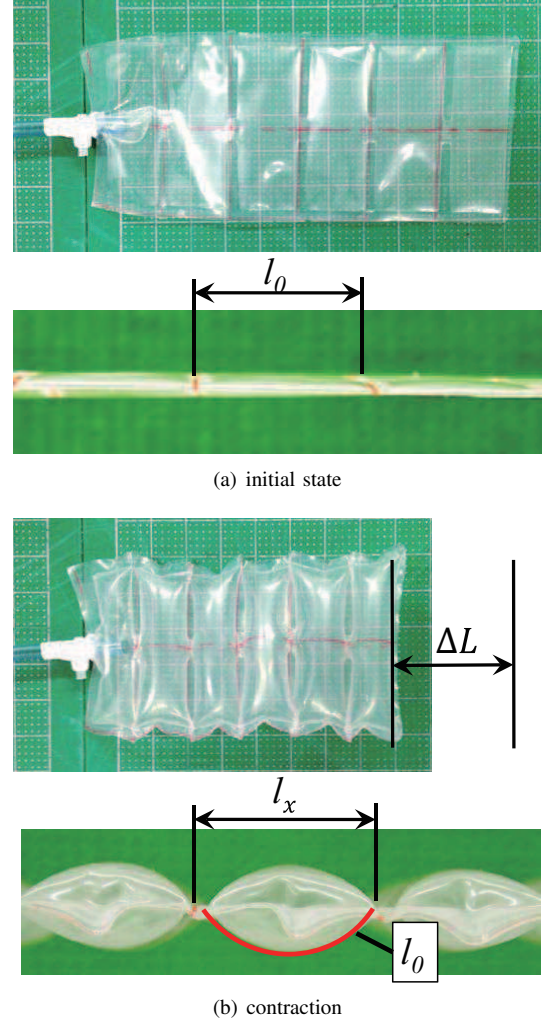 l₀
(a) initial state
ΔL
lₓ
l₀
(b) contraction